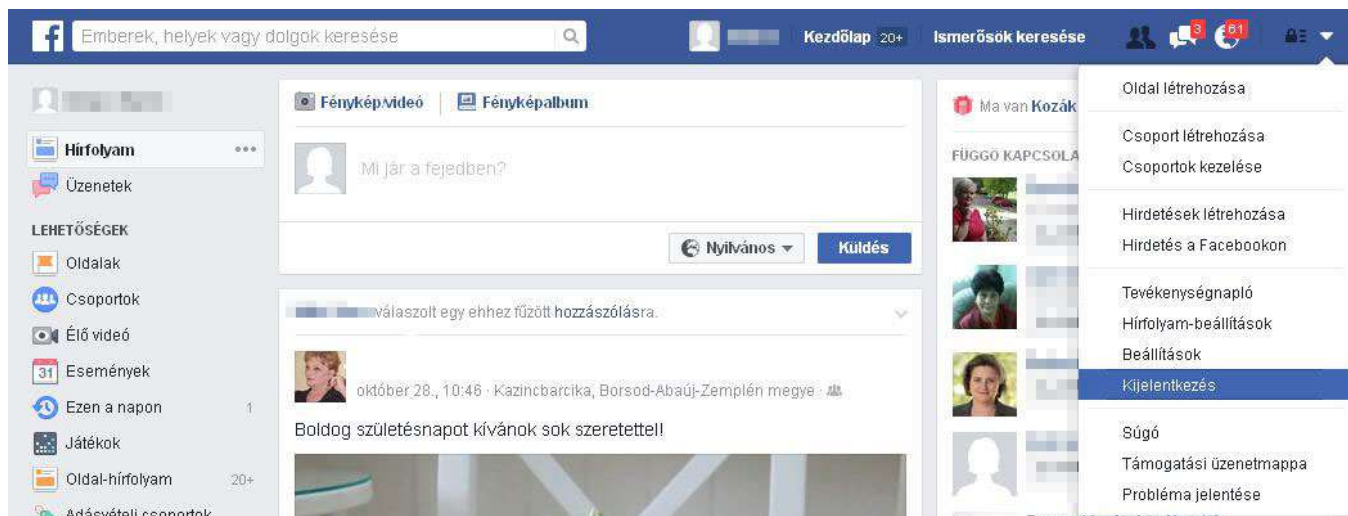 f
Emberek, helyek vagy dolgok keresése
Kezdőlap 20+
Ismerősök keresése
3
61
Hírfolyam
Üzenetek
LEHETŐSÉGEK
Oldalak
Csoportok
Élő videó
31 Események
Ezen a napon 1
Játékok
Oldal-hírfolyam 20+
Adásvételi csoportok
Fénykép/videó
Fényképalbum
Mi jár a fejedben?
Nyilvános
Küldés
válaszolt egy ehhez fűzött hozzászólásra.
október 28., 10:46 · Kazincbarcika, Borsod-Abaúj-Zemplén megye ·
Boldog születésnapot kívánok sok szeretettel!
Ma van Kozák
FÜGGŐ KAPCSOLA
Oldal létrehozása
Csoport létrehozása
Csoportok kezelése
Hirdetések létrehozása
Hirdetés a Facebookon
Tevékenységnapló
Hírfolyam-beállítások
Beállítások
Kijelentkezés
Súgó
Támogatási üzenetmappa
Probléma jelentése